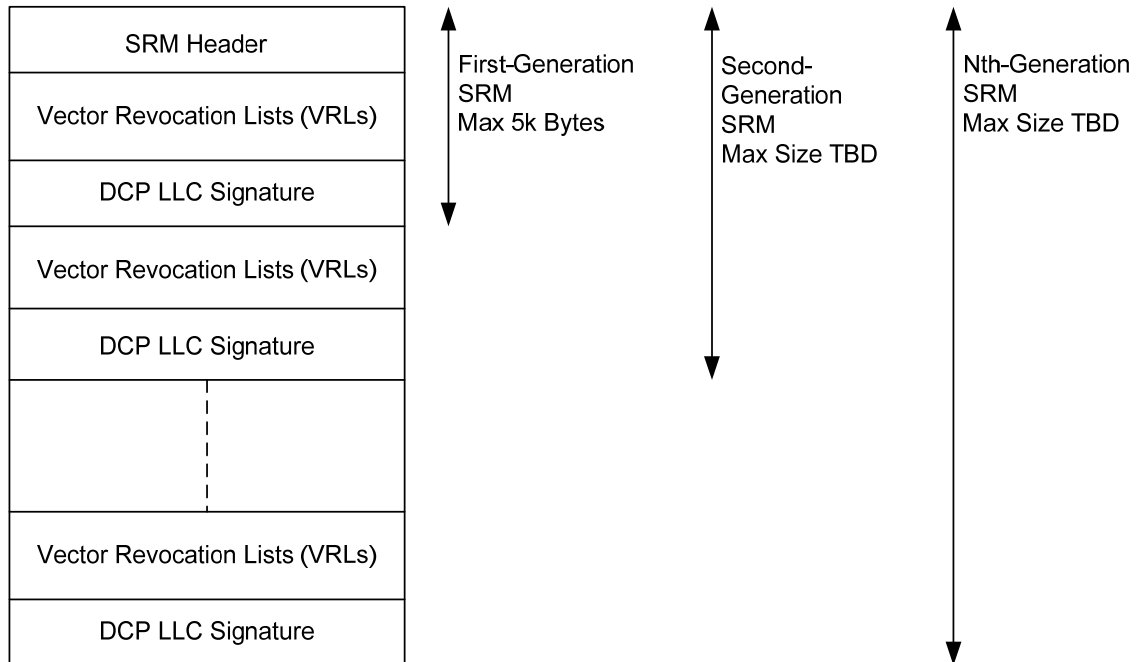 SRM Header
Vector Revocation Lists (VRLs)
DCP LLC Signature
Vector Revocation Lists (VRLs)
DCP LLC Signature
Vector Revocation Lists (VRLs)
DCP LLC Signature
First-Generation
SRM
Max 5k Bytes
Second-
Generation
SRM
Max Size TBD
Nth-Generation
SRM
Max Size TBD